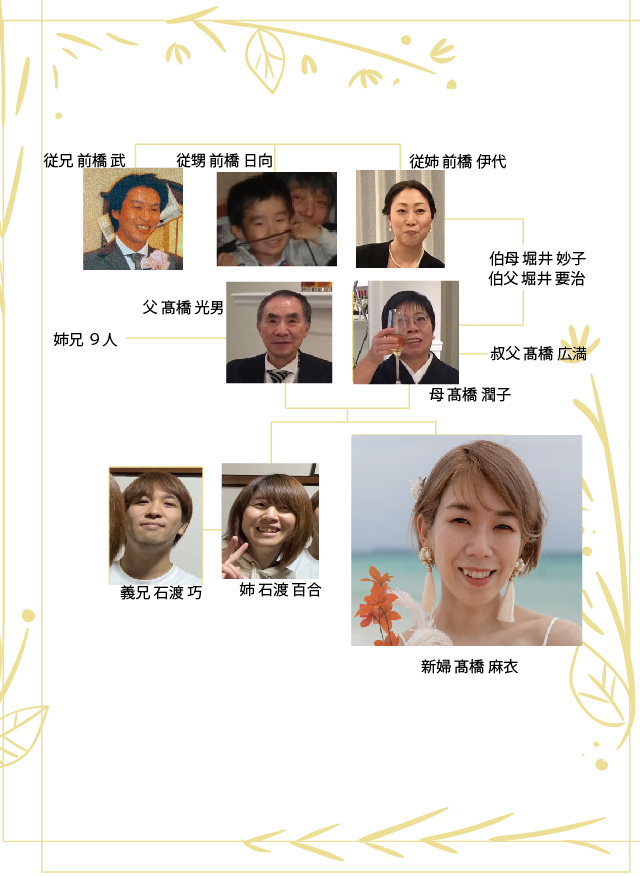 従兄 前橋 武
従甥 前橋 日向
従姉 前橋 伊代
伯母 堀井 妙子
伯父 堀井 要治
父 髙橋 光男
姉兄 ９人
叔父 髙橋 広満
母 髙橋 潤子
義兄 石渡 巧
姉 石渡 百合
新婦 髙橋 麻衣